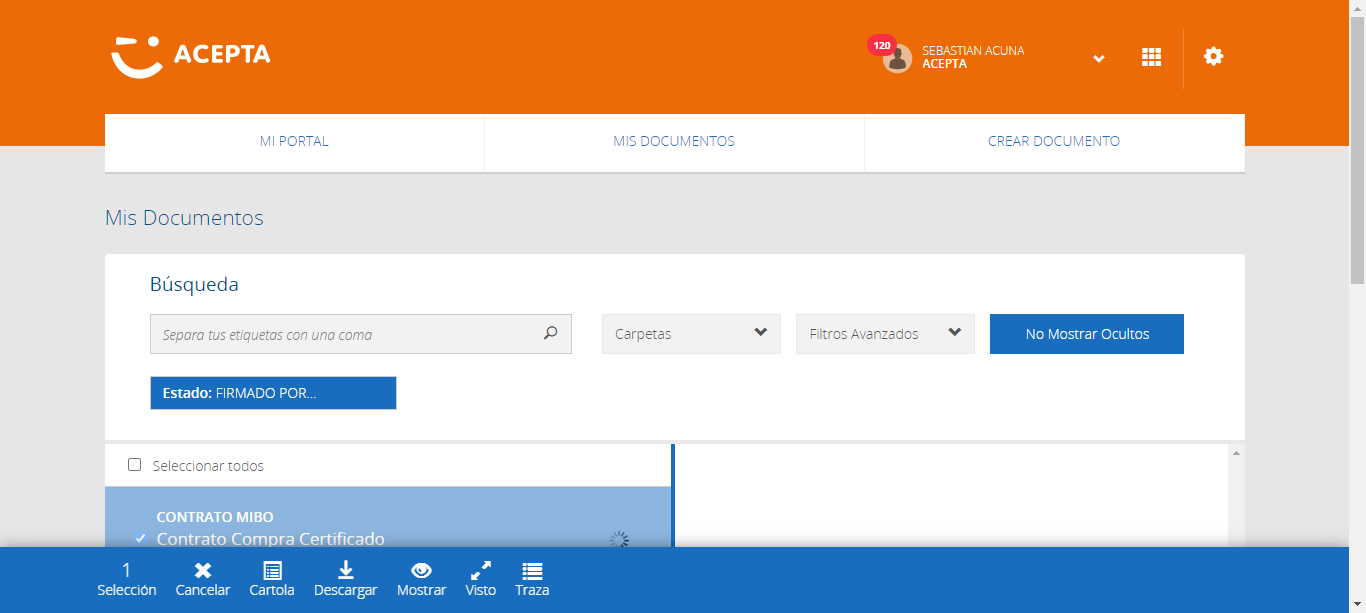 ACEPTA
120
SEBASTIAN ACUNA
ACEPTA
MI PORTAL
MIS DOCUMENTOS
CREAR DOCUMENTO
Mis Documentos
Búsqueda
Separa tus etiquetas con una coma
Carpetas
Filtros Avanzados
No Mostrar Ocultos
Estado: FIRMADO POR...
Seleccionar todos
CONTRATO MIBO
Contrato Compra Certificado
1
Selección
Cancelar
Cartola
Descargar
Mostrar
Visto
Traza